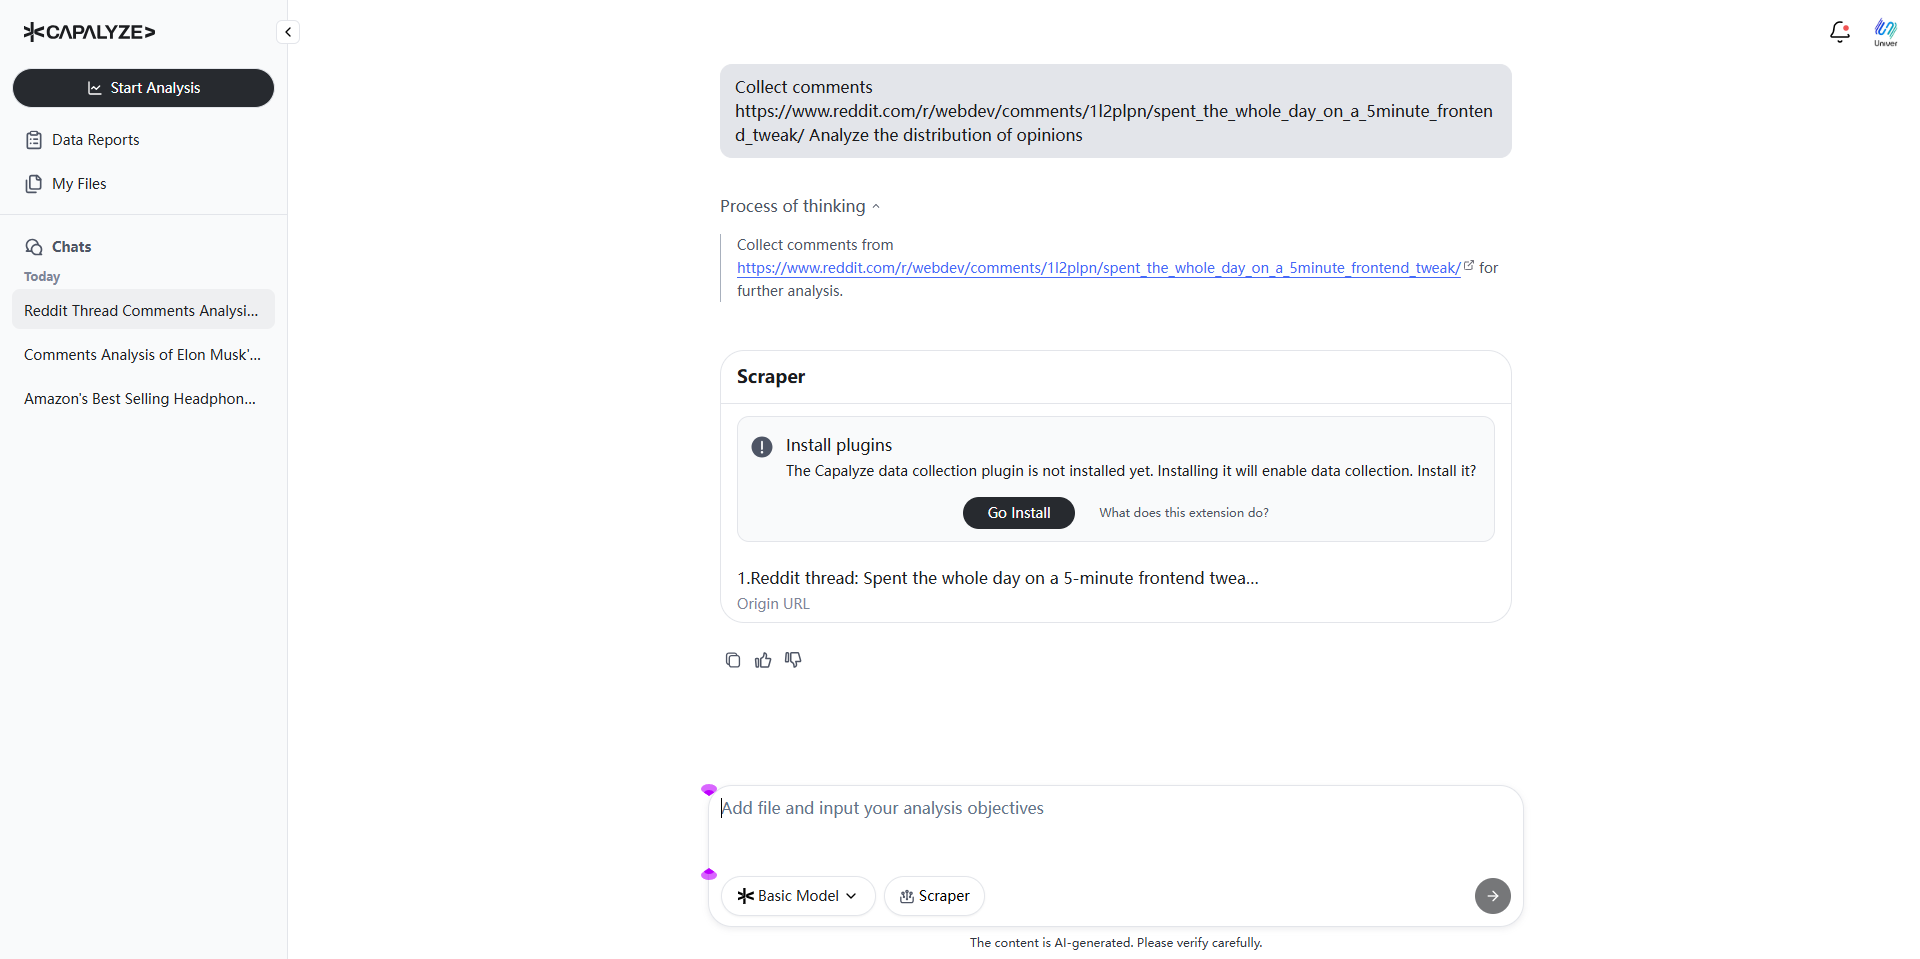 CAPALYZE
Start Analysis
Data Reports
My Files
Chats
Today
Reddit Thread Comments Analysi...
Comments Analysis of Elon Musk'...
Amazon's Best Selling Headphon...
Univer
Collect comments
https://www.reddit.com/r/webdev/comments/1l2plpn/spent_the_whole_day_on_a_5minute_fronten
d_tweak/ Analyze the distribution of opinions
Process of thinking
Collect comments from
https://www.reddit.com/r/webdev/comments/1l2plpn/spent_the_whole_day_on_a_5minute_frontend_tweak/ for
further analysis.
Scraper
Install plugins
The Capalyze data collection plugin is not installed yet. Installing it will enable data collection. Install it?
Go Install
What does this extension do?
1.Reddit thread: Spent the whole day on a 5-minute frontend twea...
Origin URL
Add file and input your analysis objectives
Basic Model
Scraper
The content is AI-generated. Please verify carefully.